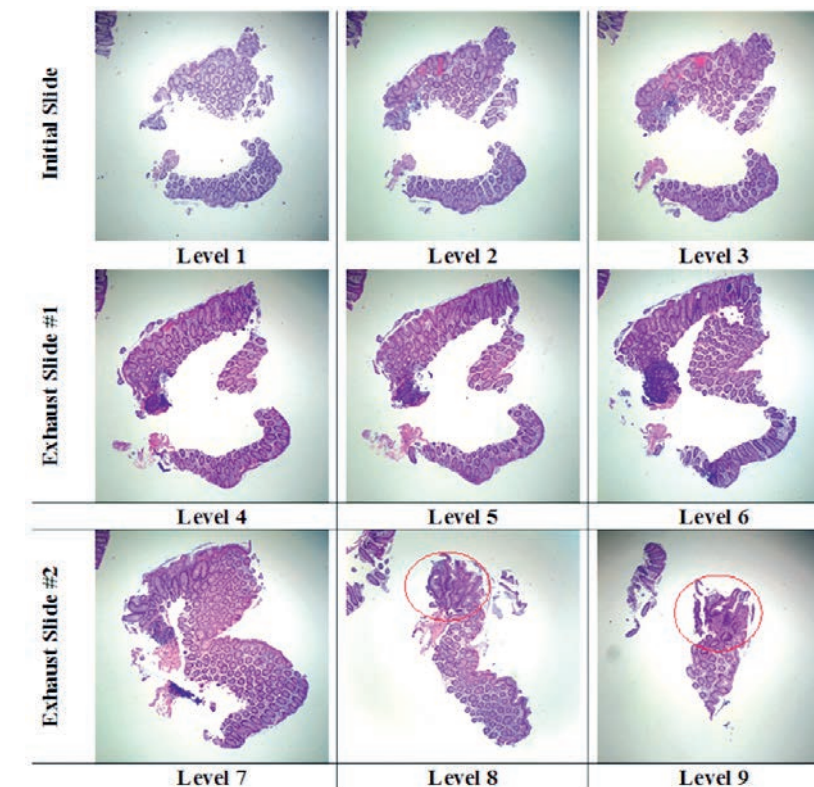 Initial Slide
Level 1
Level 2
Level 3
Exhaust Slide #1
Level 4
Level 5
Level 6
Exhaust Slide #2
Level 7
Level 8
Level 9